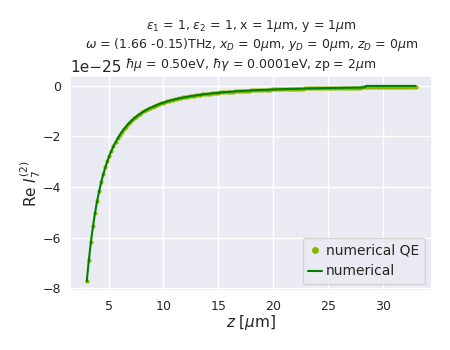 ε₁ = 1, ε₂ = 1, x = 1μm, y = 1μm
ω = (1.66 -0.15)THz, x_D = 0μm, y_D = 0μm, z_D = 0μm
ℏμ = 0.50eV, ℏγ = 0.0001eV, zp = 2μm
1e−25
0
−2
−4
−6
−8
Re I₇⁽²⁾
numerical QE
numerical
5 10 15 20 25 30
z [μm]